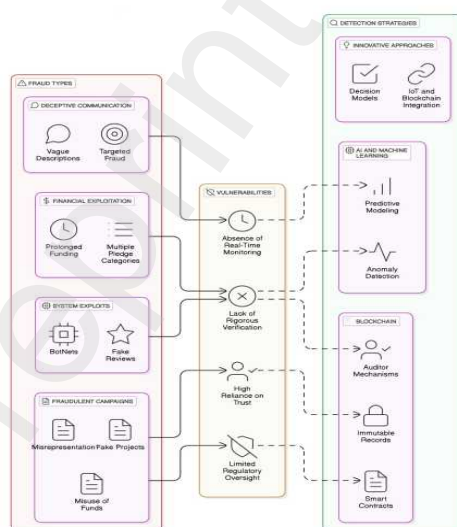 DETECTION STRATEGIES
INNOVATIVE APPROACHES
Decision
Models
IoT and
Blockchain
Integration
FRAUD TYPES
DECEPTIVE COMMUNICATION
Vague
Descriptions
Targeted
Fraud
AI AND MACHINE
LEARNING
Predictive
Modeling
Anomaly
Detection
VULNERABILITIES
Absence of
Real-Time
Monitoring
Lack of
Rigorous
Verification
High
Reliance on
Trust
Limited
Regulatory
Oversight
FINANCIAL EXPLOITATION
Prolonged
Funding
Multiple
Pledge
Categories
SYSTEM EXPLOITS
BotNets
Fake
Reviews
FRAUDULENT CAMPAIGNS
Misrepresentation
Fake Projects
Misuse of
Funds
BLOCKCHAIN
Auditor
Mechanisms
Immutable
Records
Smart
Contracts
eprint